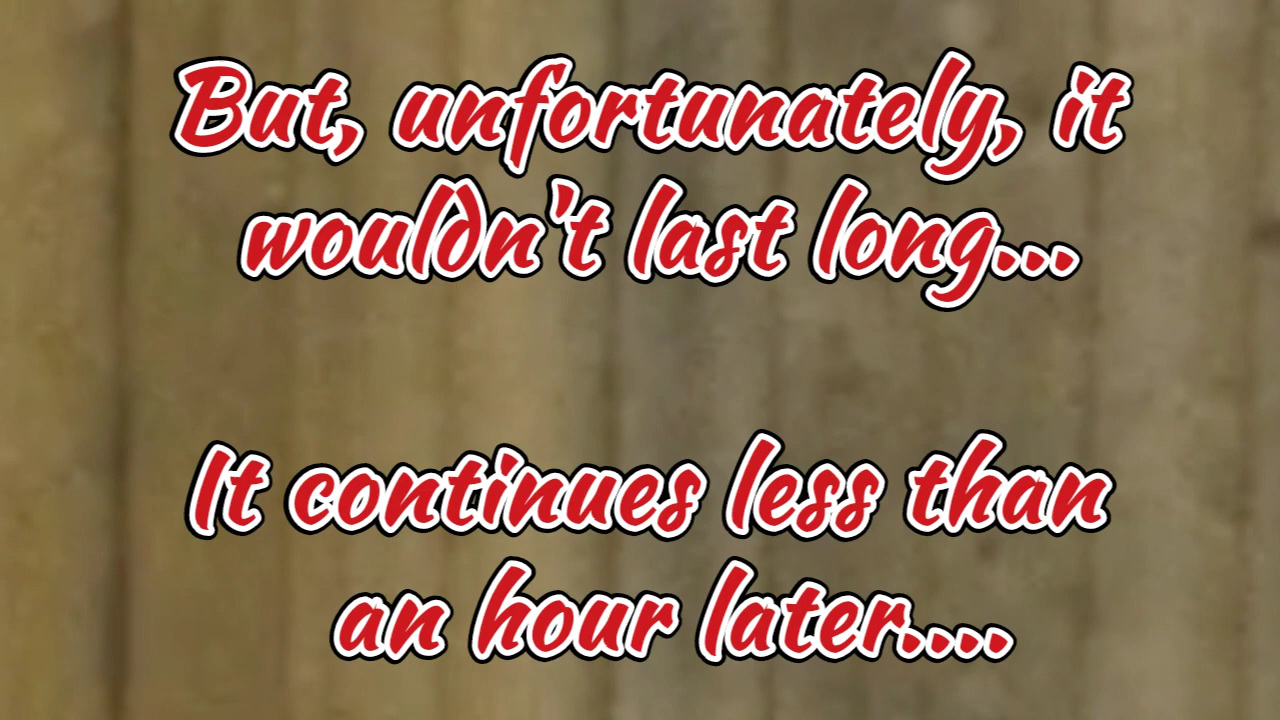 But, unfortunately, it
wouldn't last long...
It continues less than
an hour later....